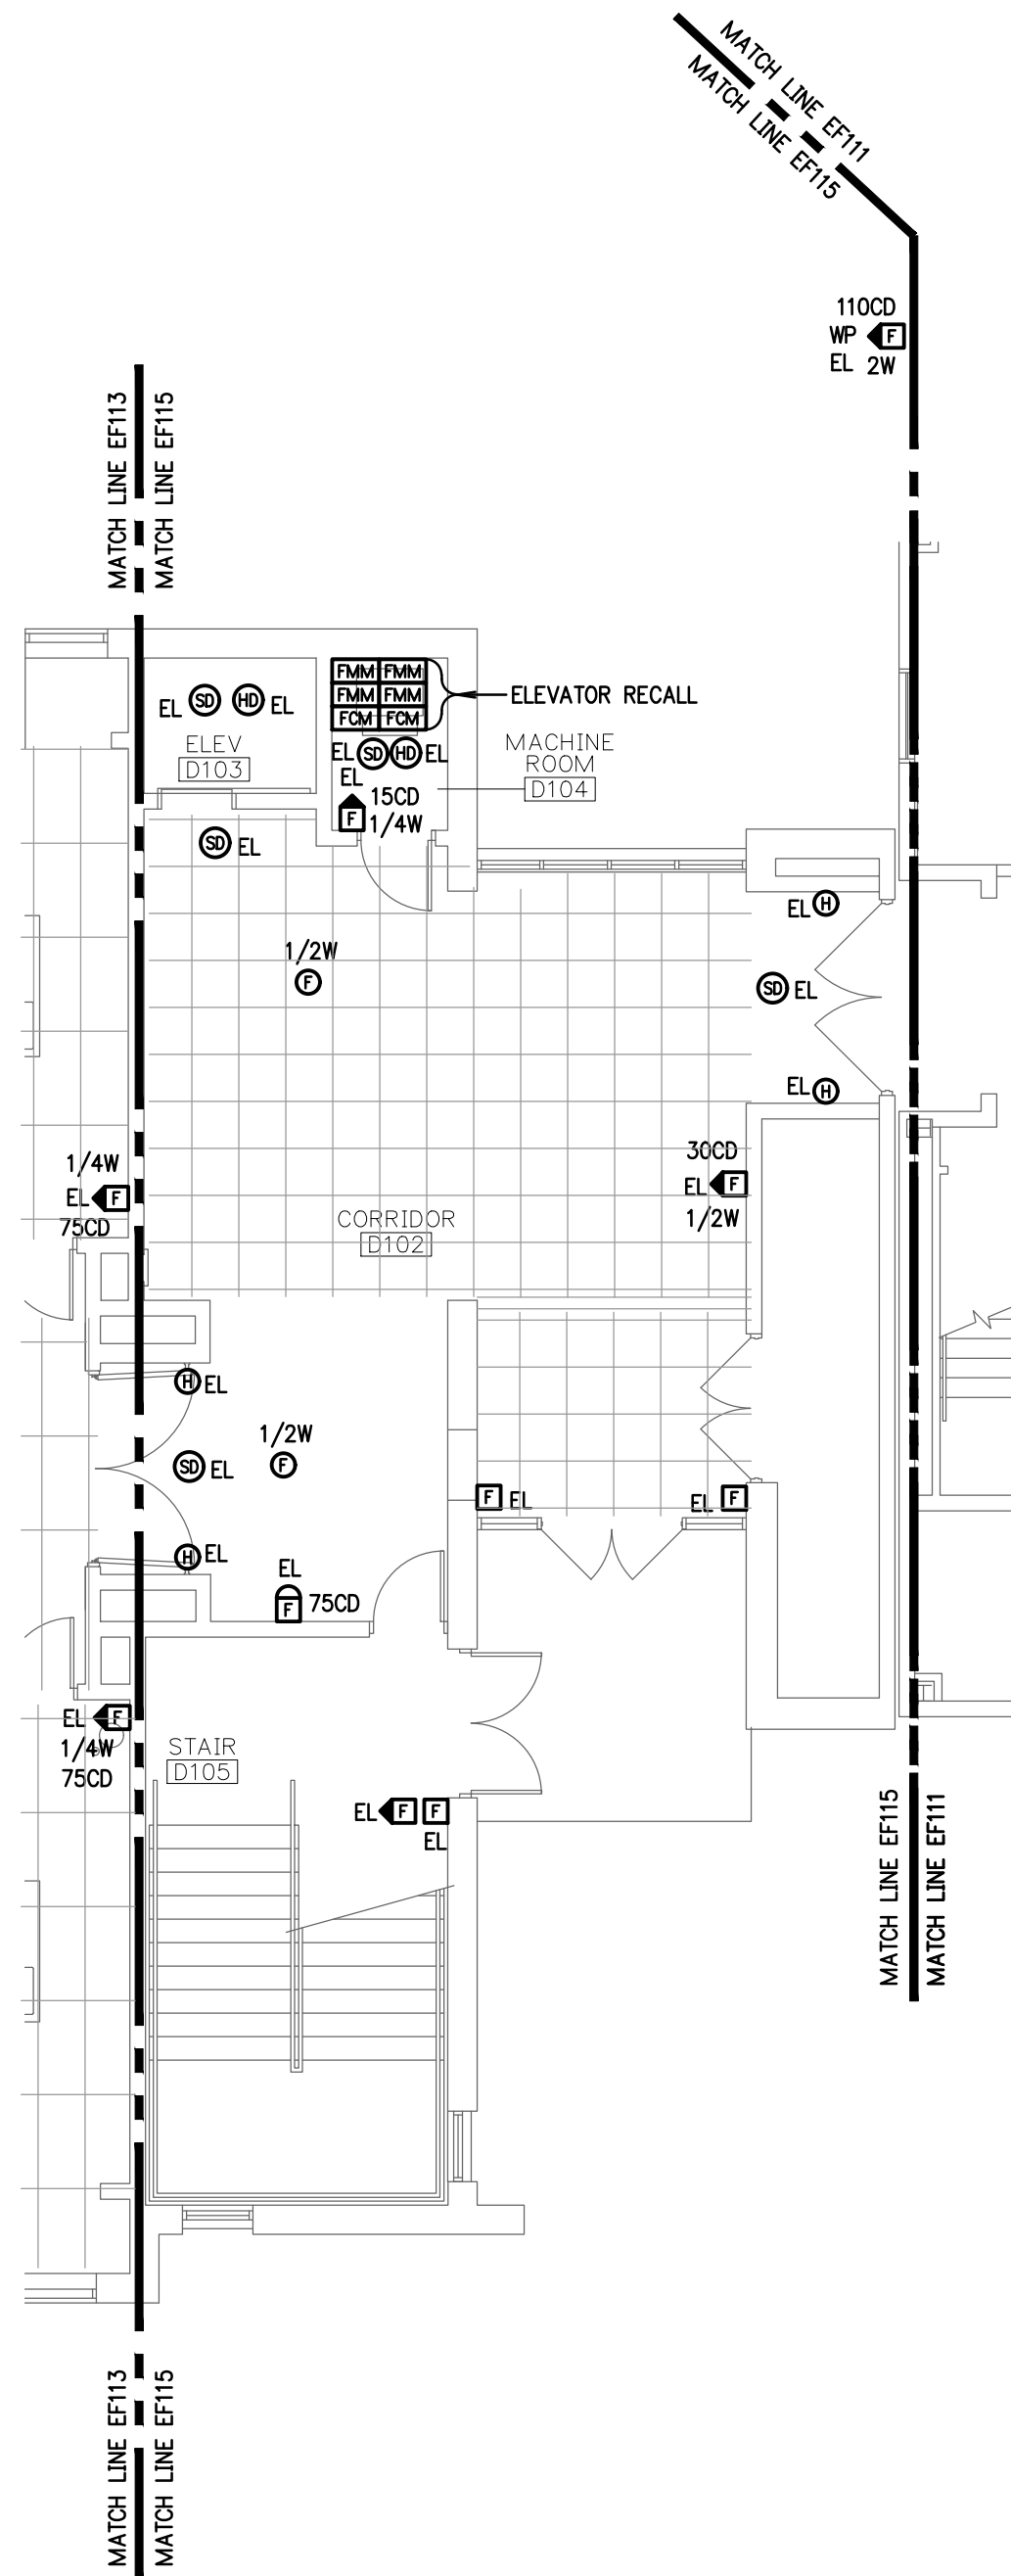 MATCH LINE EF111
MATCH LINE EF115
110CD
WP F
EL 2W
MATCH LINE EF113
MATCH LINE EF115
FMM FMM
FMM FMM
FCM FCM
ELEVATOR RECALL
EL SD HD EL
ELEV
D103
EL SD HD EL
MACHINE
ROOM
D104
EL
15CD
F 1/4W
SD EL
EL H
1/2W
F
SD EL
EL H
1/4W
EL F
75CD
30CD
EL F
1/2W
CORRIDOR
D102
H EL
1/2W
SD EL F
F EL
EL F
H EL
EL
F 75CD
EL F
1/4W
75CD
STAIR
D105
EL F F
EL
MATCH LINE EF115
MATCH LINE EF111
MATCH LINE EF113
MATCH LINE EF115